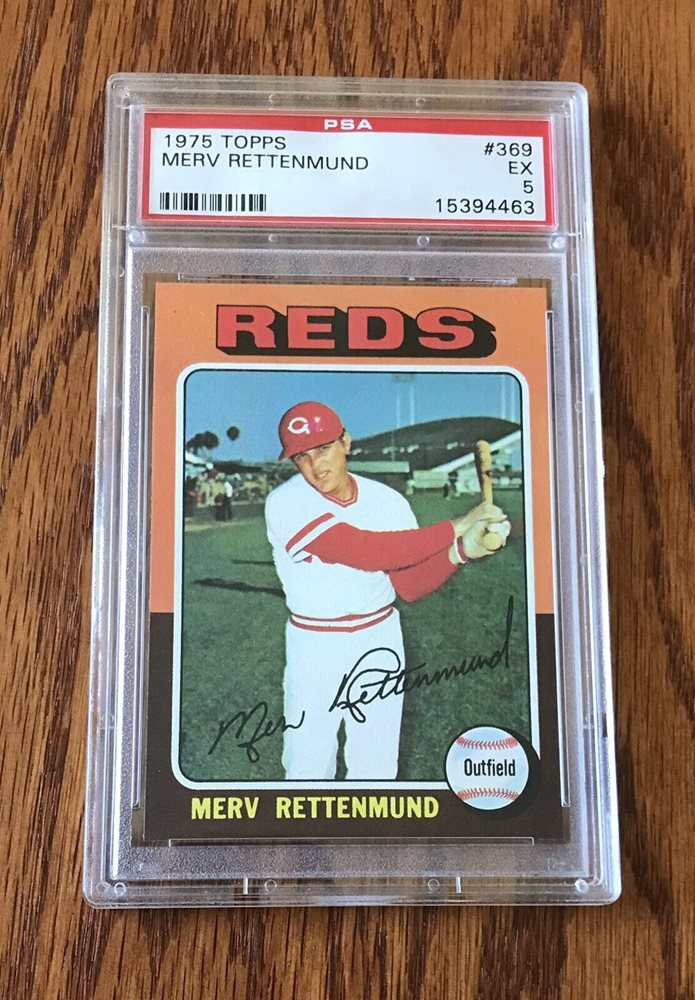 PSA
1975 TOPPS #369
MERV RETTENMUND EX
5
15394463
REDS
C
Merv Rettenmund
Outfield
MERV RETTENMUND